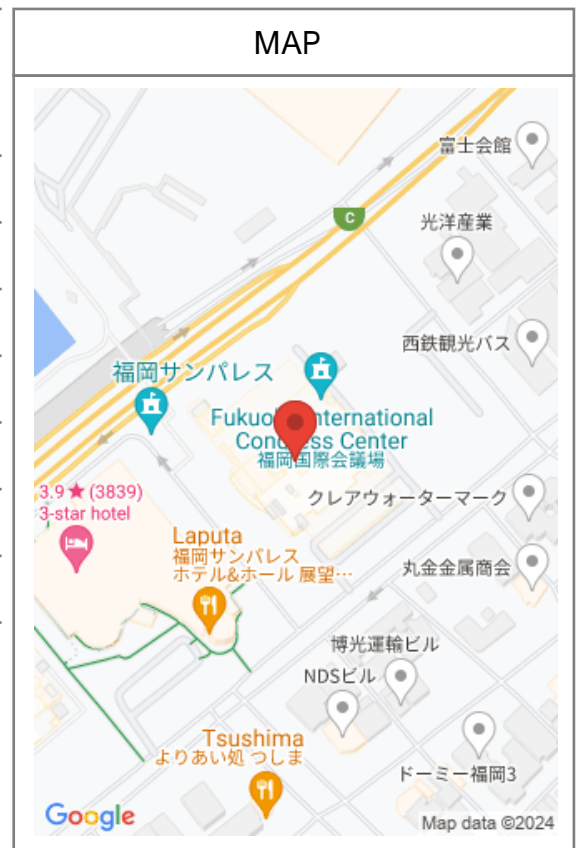 MAP
富士会館
C
光洋産業
西鉄観光バス
福岡サンパレス
Fukuo International
Con ess Center
福岡国際会議場
3.9★(3839)
3-star hotel
クレアウォーターマーク
Laputa
福岡サンパレス
ホテル&ホール 展望…
丸金金属商会
博光運輸ビル
NDSビル
Tsushima
よりあい処 つしま
ドーミー福岡3
Google
Map data ©2024